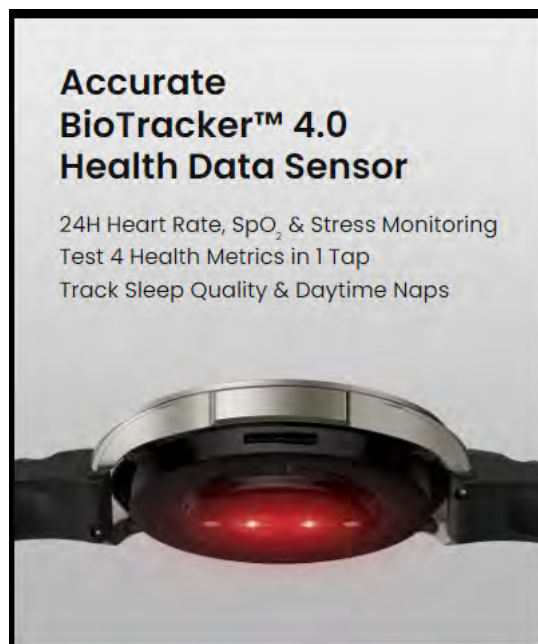 Accurate
BioTracker™ 4.0
Health Data Sensor
24H Heart Rate, SpO₂ & Stress Monitoring
Test 4 Health Metrics in 1 Tap
Track Sleep Quality & Daytime Naps